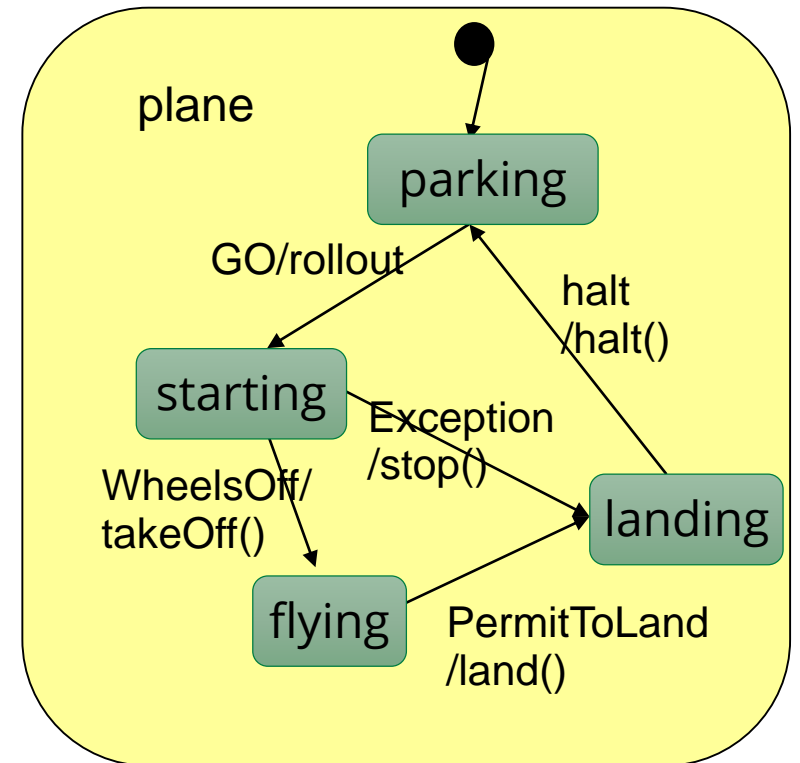 plane
parking
GO/rollout
halt
/halt()
starting
Exception
/stop()
WheelsOff/
takeOff()
landing
flying
PermitToLand
/land()